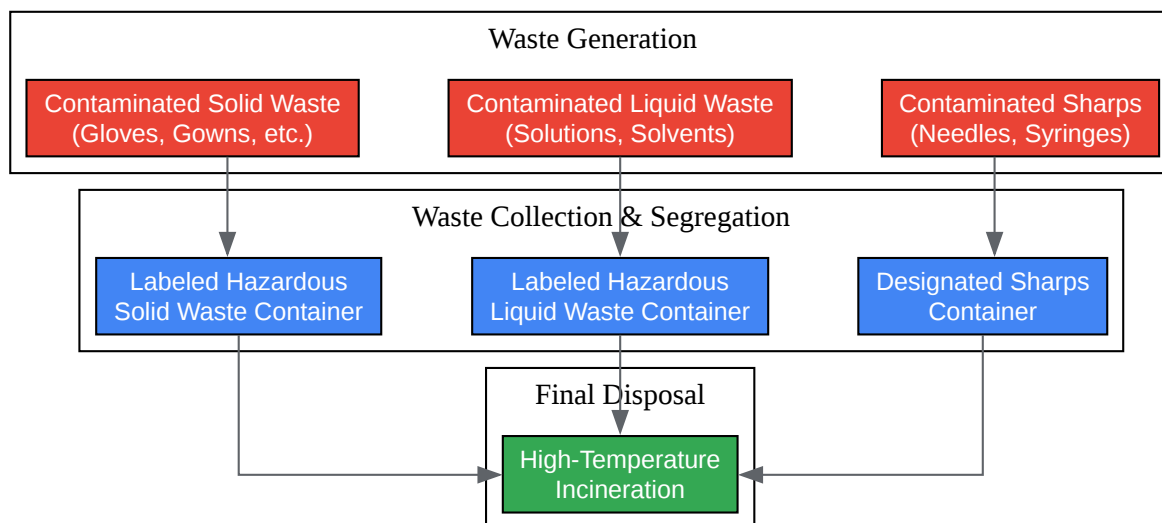 Waste Generation
Contaminated Solid Waste
(Gloves, Gowns, etc.)
Contaminated Liquid Waste
(Solutions, Solvents)
Contaminated Sharps
(Needles, Syringes)
Waste Collection & Segregation
Labeled Hazardous
Solid Waste Container
Labeled Hazardous
Liquid Waste Container
Designated Sharps
Container
Final Disposal
High-Temperature
Incineration